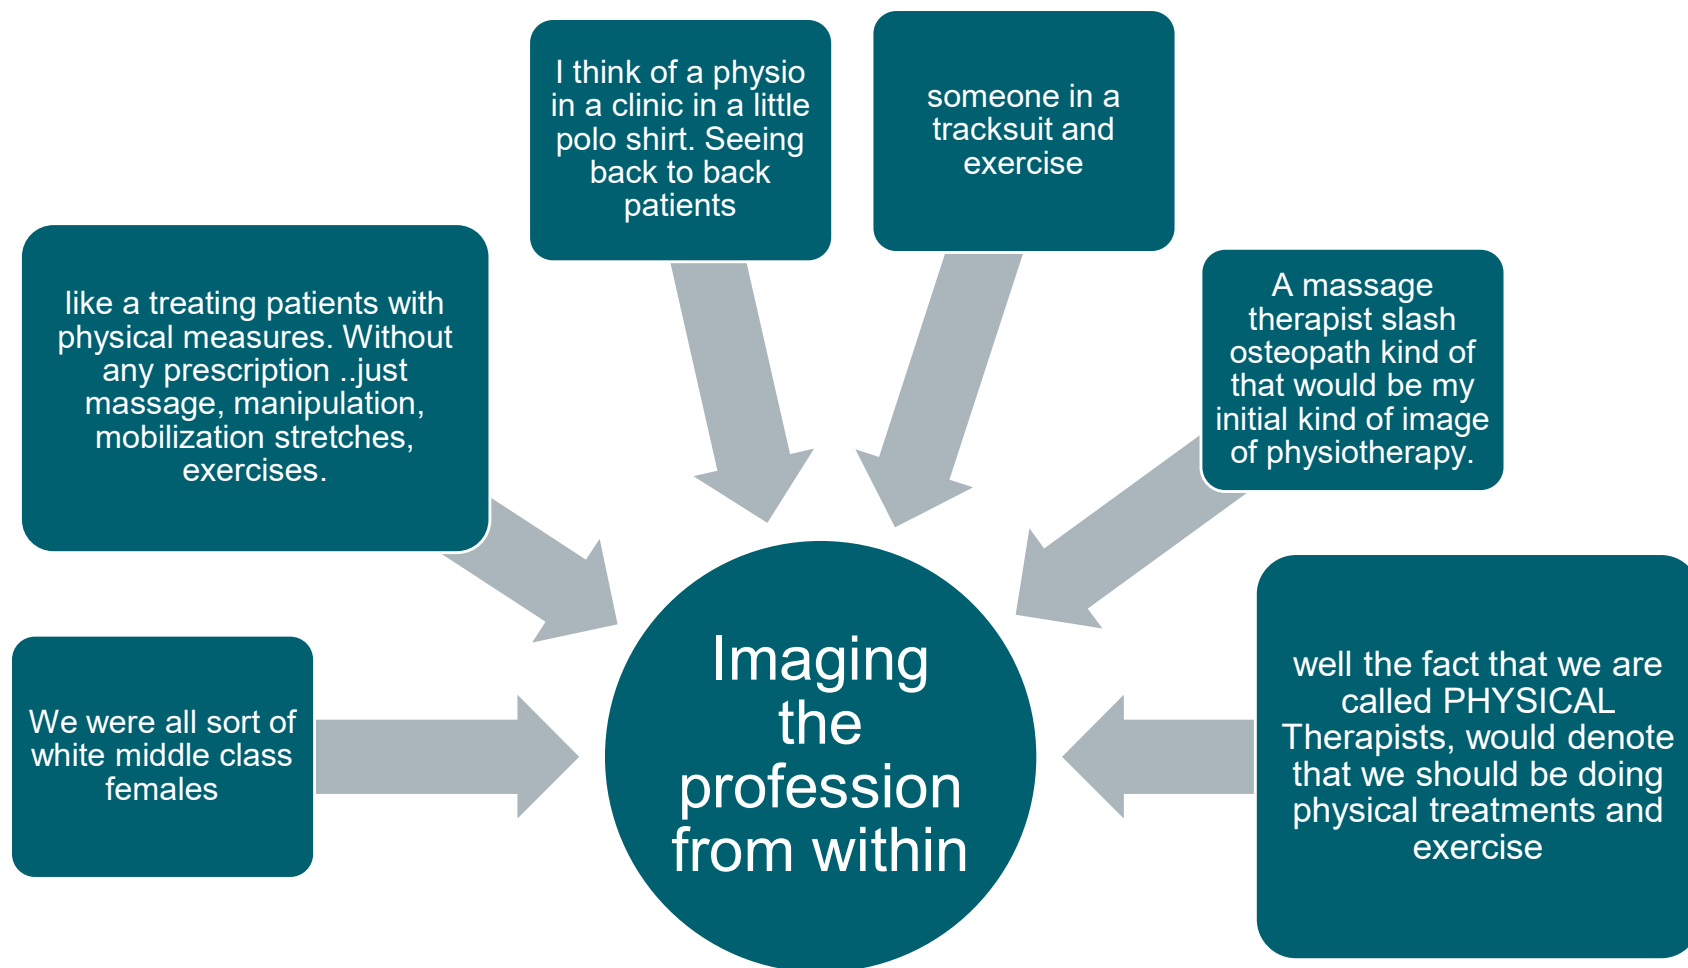 I think of a physio
in a clinic in a little
polo shirt. Seeing
back to back
patients
someone in a
tracksuit and
exercise
like a treating patients with
physical measures. Without
any prescription ..just
massage, manipulation,
mobilization stretches,
exercises.
A massage
therapist slash
osteopath kind of
that would be my
initial kind of image
of physiotherapy.
We were all sort of
white middle class
females
Imaging
the
profession
from within
well the fact that we are
called PHYSICAL
Therapists, would denote
that we should be doing
physical treatments and
exercise